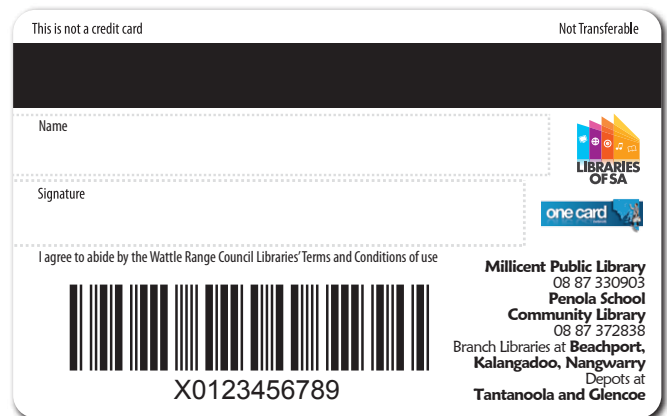 This is not a credit card
Not Transferable
Name
LIBRARIES
OF SA
Signature
one card
I agree to abide by the Wattle Range Council Libraries' Terms and Conditions of use
Millicent Public Library
08 87 330903
Penola School
Community Library
08 87 372838
Branch Libraries at Beachport,
Kalangadoo, Nangwarry
Depots at
Tantanoola and Glencoe
X0123456789